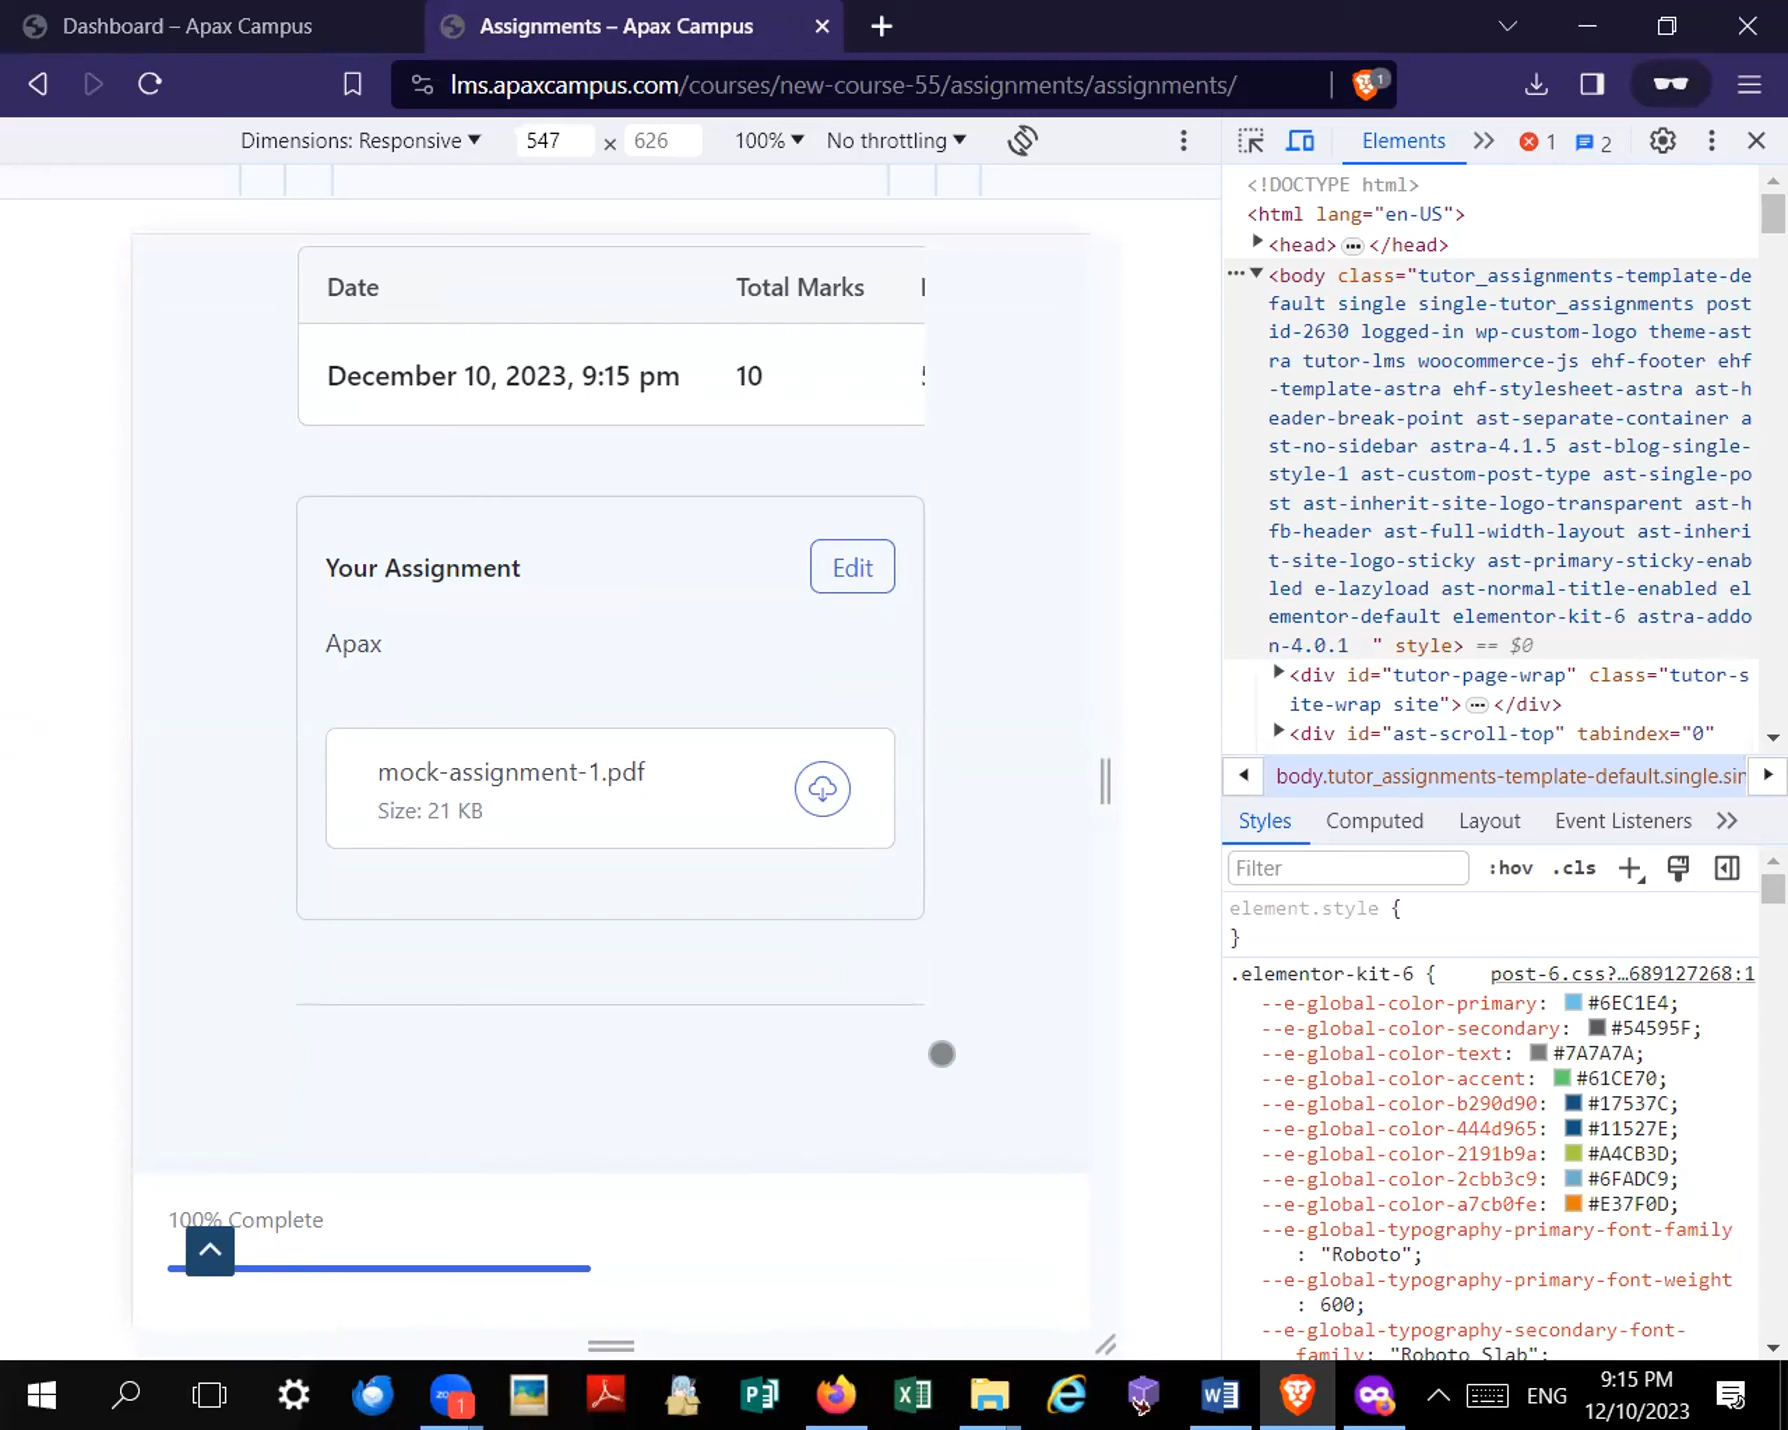 Dashboard – Apax Campus
Assignments – Apax Campus
lms.apaxcampus.com/courses/new-course-55/assignments/assignments/
1
Dimensions: Responsive
547 × 626
100%
No throttling
Elements
1
2
Date
Total Marks
December 10, 2023, 9:15 pm
10
Your Assignment
Edit
Apax
mock-assignment-1.pdf
Size: 21 KB
100% Complete
<!DOCTYPE html>
<html lang="en-US">
<head> ••• </head>
••• <body class="tutor_assignments-template-de
fault single single-tutor_assignments post
id-2630 logged-in wp-custom-logo theme-ast
ra tutor-lms woocommerce-js ehf-footer ehf
-template-astra ehf-stylesheet-astra ast-h
eader-break-point ast-separate-container a
st-no-sidebar astra-4.1.5 ast-blog-single-
style-1 ast-custom-post-type ast-single-po
st ast-inherit-site-logo-transparent ast-h
fb-header ast-full-width-layout ast-inheri
t-site-logo-sticky ast-primary-sticky-enab
led e-lazyload ast-normal-title-enabled el
ementor-default elementor-kit-6 astra-addo
n-4.0.1 " style> == $0
<div id="tutor-page-wrap" class="tutor-s
ite-wrap site"> ••• </div>
<div id="ast-scroll-top" tabindex="0"
body.tutor_assignments-template-default.single.sin
Styles
Computed
Layout
Event Listeners
Filter
:hov
.cls
element.style {
}
.elementor-kit-6 {
post-6.css?…689127268:1
--e-global-color-primary: #6EC1E4;
--e-global-color-secondary: #54595F;
--e-global-color-text: #7A7A7A;
--e-global-color-accent: #61CE70;
--e-global-color-b290d90: #17537C;
--e-global-color-444d965: #11527E;
--e-global-color-2191b9a: #A4CB3D;
--e-global-color-2cbb3c9: #6FADC9;
--e-global-color-a7cb0fe: #E37F0D;
--e-global-typography-primary-font-family
: "Roboto";
--e-global-typography-primary-font-weight
: 600;
--e-global-typography-secondary-font-
family: "Roboto Slab";
1
ENG
9:15 PM
12/10/2023